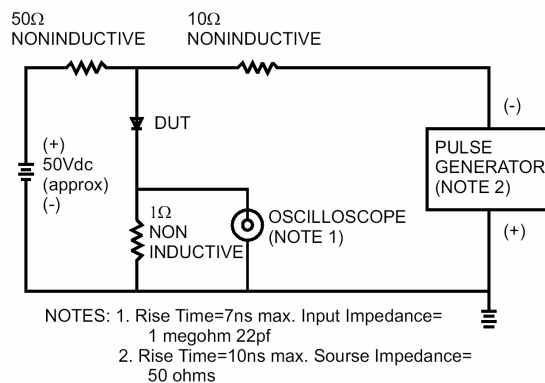 50Ω
NONINDUCTIVE
10Ω
NONINDUCTIVE
DUT
(+)
50Vdc
(approx)
(-)
1Ω
NON
INDUCTIVE
OSCILLOSCOPE
(NOTE 1)
(-)
PULSE
GENERATOR
(NOTE 2)
(+)
NOTES: 1. Rise Time=7ns max. Input Impedance=
1 megohm 22pf
2. Rise Time=10ns max. Sourse Impedance=
50 ohms